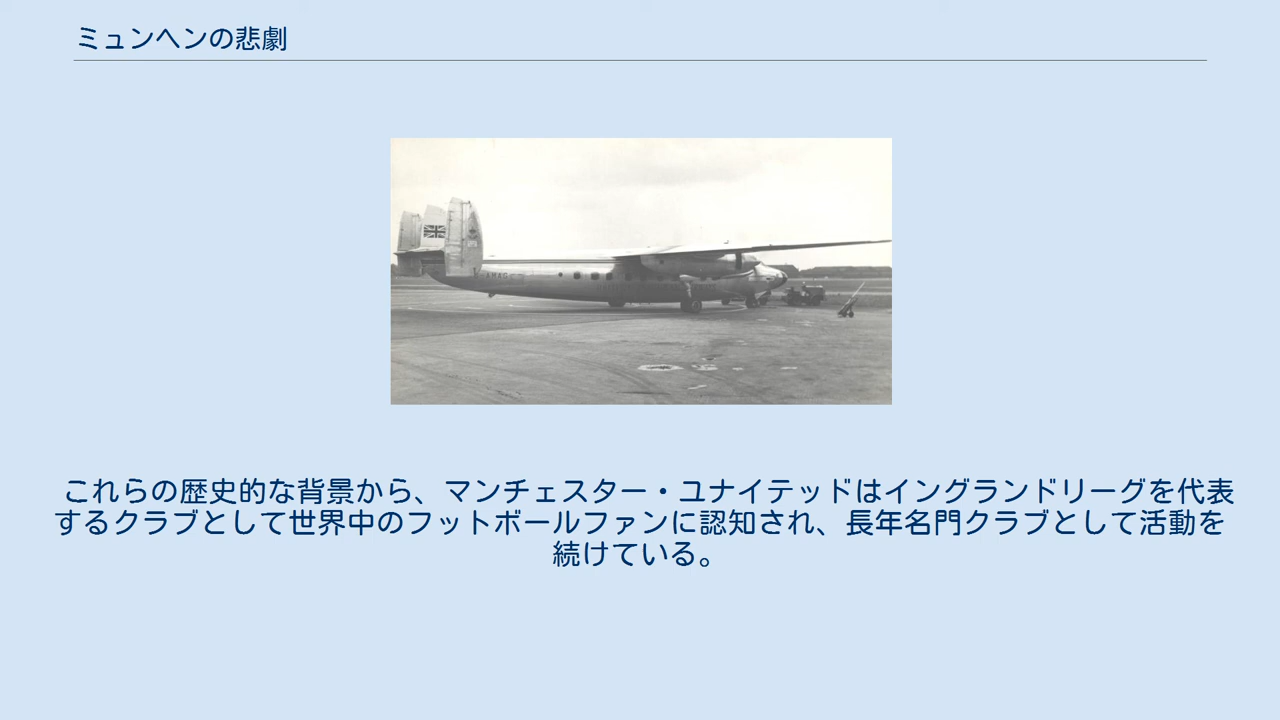 ミュンヘンの悲劇
これらの歴史的な背景から、マンチェスター・ユナイテッドはイングランドリーグを代表
するクラブとして世界中のフットボールファンに認知され、長年名門クラブとして活動を
続けている。